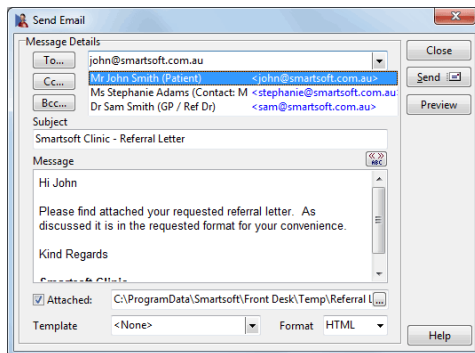 Send Email
Message Details
To... john@smartsoft.com.au
Close
Cc... Mr John Smith (Patient) <john@smartsoft.com.au>
Ms Stephanie Adams (Contact: M <stephanie@smartsoft.com.au>
Send
Bcc... Dr Sam Smith (GP / Ref Dr) <sam@smartsoft.com.au>
Preview
Subject
Smartsoft Clinic - Referral Letter
Message
ABC
Hi John
Please find attached your requested referral letter. As
discussed it is in the requested format for your convenience.
Kind Regards
Smartsoft Clinic
Attached: C:\ProgramData\Smartsoft\Front Desk\Temp\Referral L ...
Template <None> Format HTML
Help